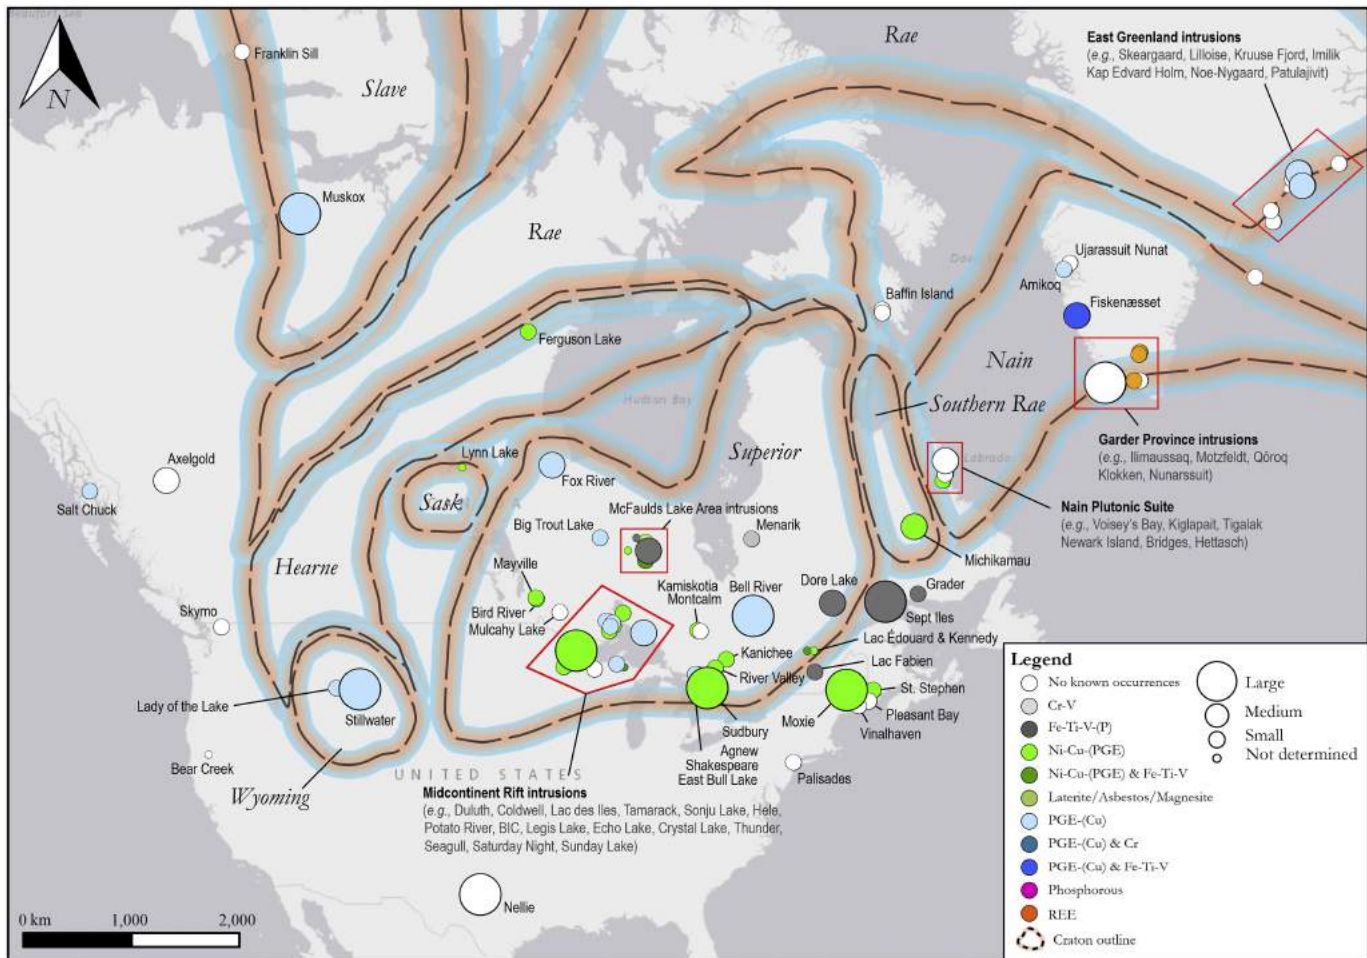 Beaufort Sea
N
Franklin Sill
Slave
Rae
East Greenland intrusions
(e.g., Skeargaard, Lilloise, Kruuse Fjord, Imilik
Kap Edvard Holm, Noe-Nygaard, Patulajivit)
Muskox
Rae
Ujarassuit Nunat
Amikoq
Baffin Island
Fiskenæsset
Ferguson Lake
Nain
Hudson Bay
Southern Rae
Garder Province intrusions
(e.g., Ilimaussaq, Motzfeldt, Qôroq
Klokken, Nunarssuit)
Axelgold
Lynn Lake
Superior
Labrador
Salt Chuck
Fox River
Sask
McFaulds Lake Area intrusions
Nain Plutonic Suite
(e.g., Voisey's Bay, Kiglapait, Tigalak
Newark Island, Bridges, Hettasch)
Big Trout Lake
Menarik
Michikamau
Hearne
Mayville
Kamiskotia
Montcalm
Bell River
Dore Lake
Grader
Skymo
Bird River
Mulcahy Lake
Sept Iles
Lac Édouard & Kennedy
Kanichee
River Valley
Lac Fabien
Lady of the Lake
Stillwater
St. Stephen
Moxie
Pleasant Bay
Sudbury
Vinalhaven
Agnew
Shakespeare
East Bull Lake
Bear Creek
Palisades
UNITED STATES
Wyoming
Midcontinent Rift intrusions
(e.g., Duluth, Coldwell, Lac des Iles, Tamarack, Sonju Lake, Hele,
Potato River, BIC, Legis Lake, Echo Lake, Crystal Lake, Thunder,
Seagull, Saturday Night, Sunday Lake)
Nellie
0 km 1,000 2,000
Legend
No known occurrences
Cr-V
Fe-Ti-V-(P)
Ni-Cu-(PGE)
Ni-Cu-(PGE) & Fe-Ti-V
Laterite/Asbestos/Magnesite
PGE-(Cu)
PGE-(Cu) & Cr
PGE-(Cu) & Fe-Ti-V
Phosphorous
REE
Craton outline
Large
Medium
Small
Not determined